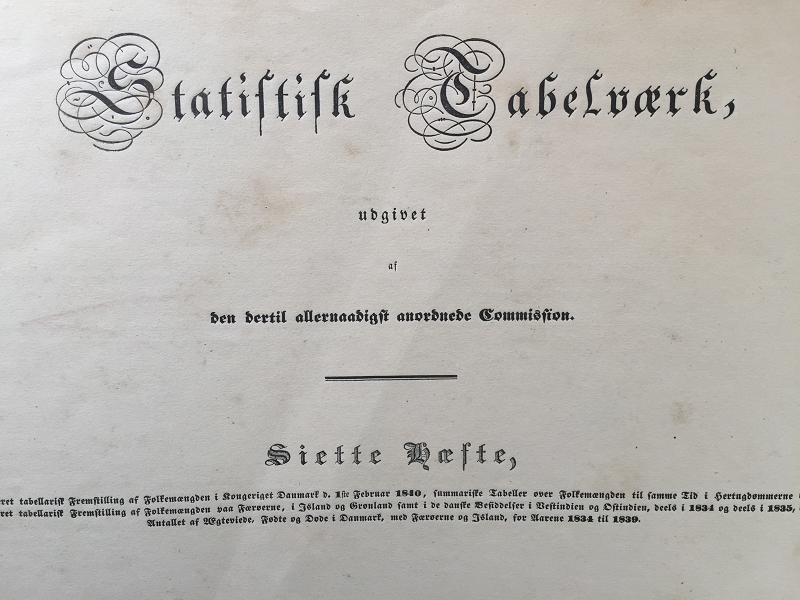 Statistisk Tabelværk,
udgivet
af
den dertil allernaadigst anordnede Commission.
Siette Hæfte,
ret tabellarisk Fremstilling af Folkemængden i Kongeriget Danmark d. 1ste Februar 1840, summariske Tabeller over Folkemængden til samme Tid i Hertugdømmerne
ret tabellarisk Fremstilling af Folkemængden paa Færøerne, i Island og Grønland samt i de danske Besiddelser i Vestindien og Ostindien, deels i 1834 og deels i 1835,
Antallet af Ægteviede, Fødte og Døde i Danmark, med Færøerne og Island, for Aarene 1834 til 1839.